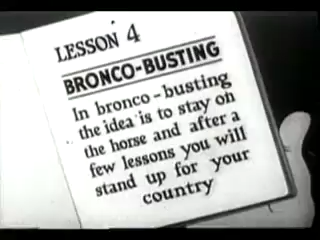 LESSON 4
BRONCO-BUSTING
In bronco-busting
the idea is to stay on
the horse and after a
few lessons you will
stand up for your
country